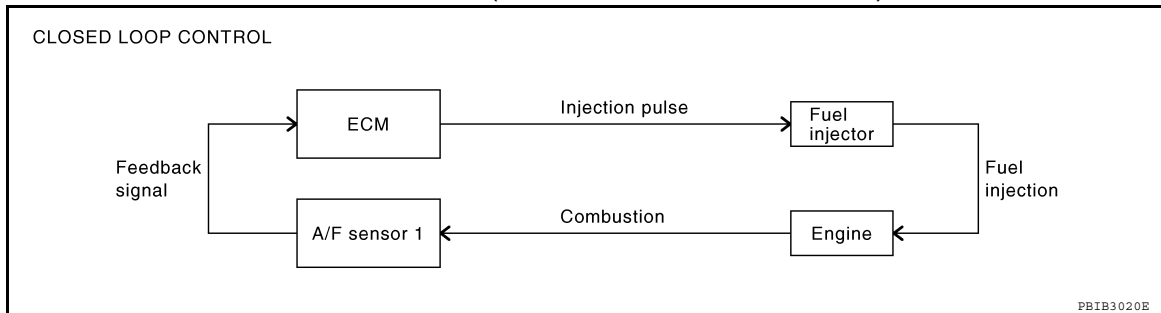 CLOSED LOOP CONTROL
ECM
Injection pulse
Fuel
injector
Feedback
signal
Fuel
injection
A/F sensor 1
Combustion
Engine
PBIB3020E